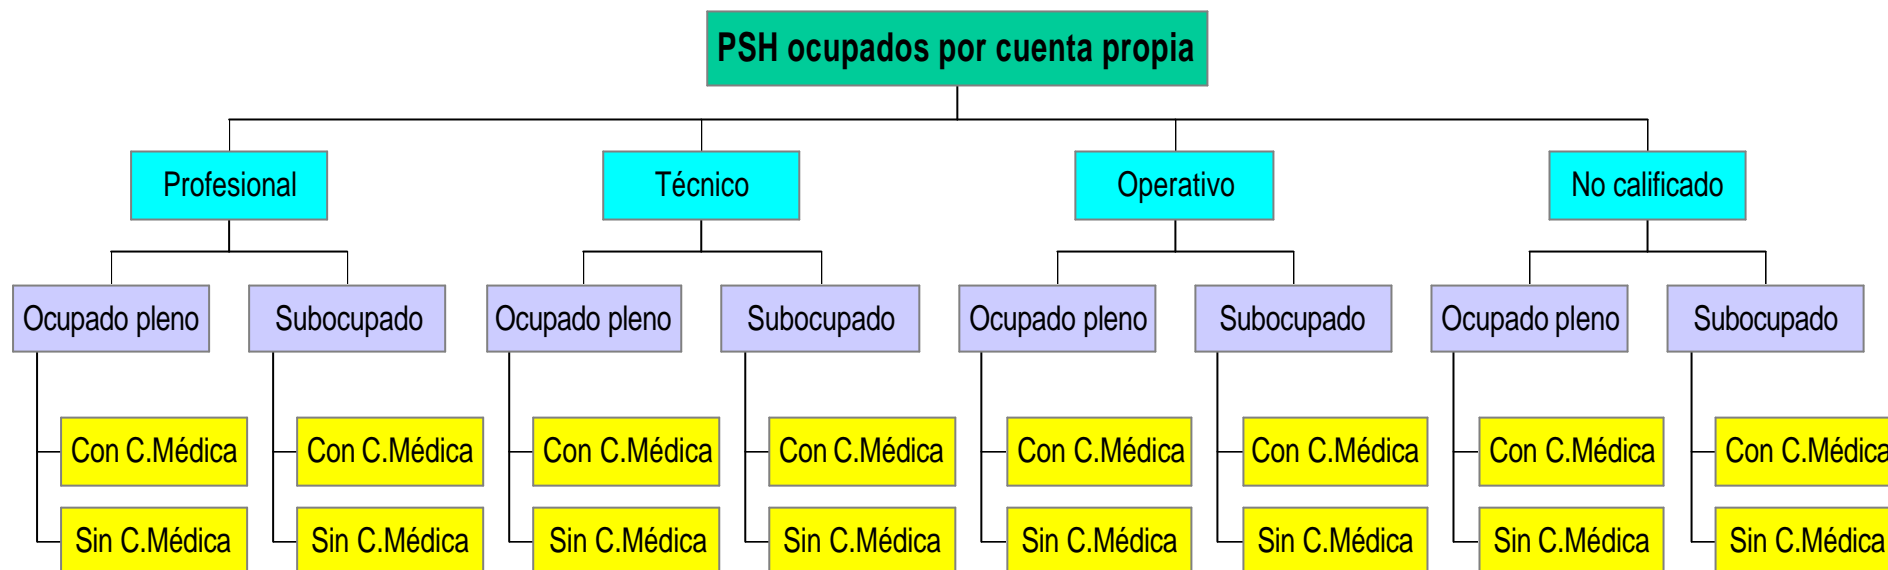 PSH ocupados por cuenta propia
Profesional
Técnico
Operativo
No calificado
Ocupado pleno
Subocupado
Ocupado pleno
Subocupado
Ocupado pleno
Subocupado
Ocupado pleno
Subocupado
Con C.Médica
Con C.Médica
Con C.Médica
Con C.Médica
Con C.Médica
Con C.Médica
Con C.Médica
Con C.Médica
Sin C.Médica
Sin C.Médica
Sin C.Médica
Sin C.Médica
Sin C.Médica
Sin C.Médica
Sin C.Médica
Sin C.Médica